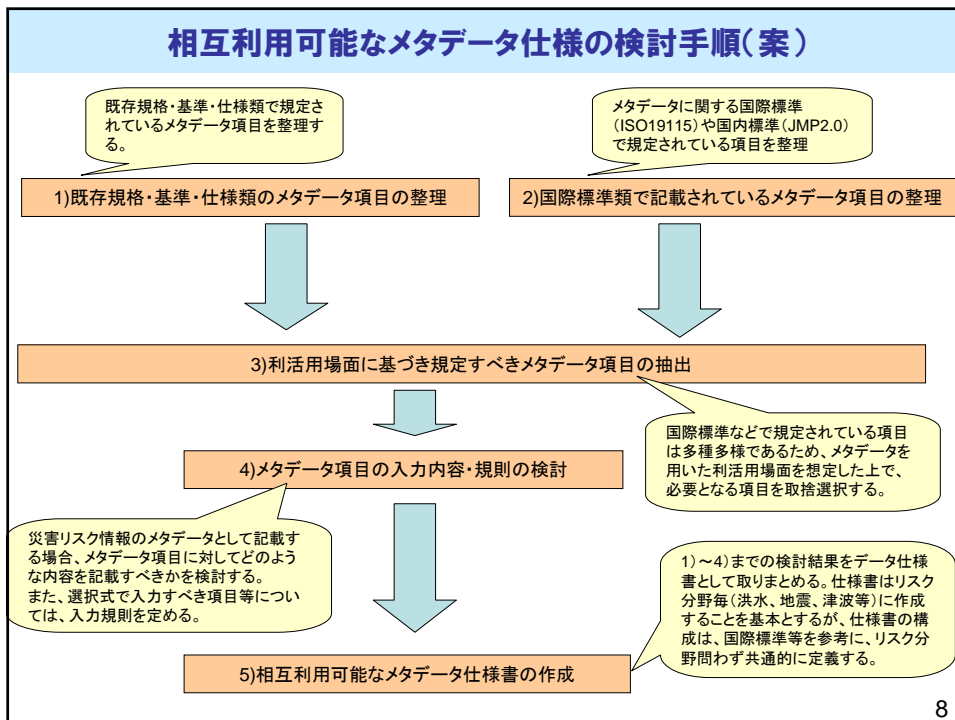 相互利用可能なメタデータ仕様の検討手順(案)
既存規格・基準・仕様類で規定さ
れているメタデータ項目を整理す
る。
メタデータに関する国際標準
(ISO19115)や国内標準(JMP2.0)
で規定されている項目を整理
1)既存規格・基準・仕様類のメタデータ項目の整理
2)国際標準類で記載されているメタデータ項目の整理
3)利活用場面に基づき規定すべきメタデータ項目の抽出
国際標準などで規定されている項目
は多種多様であるため、メタデータを
用いた利活用場面を想定した上で、
必要となる項目を取捨選択する。
4)メタデータ項目の入力内容・規則の検討
災害リスク情報のメタデータとして記載す
る場合、メタデータ項目に対してどのよう
な内容を記載すべきかを検討する。
また、選択式で入力すべき項目等につい
ては、入力規則を定める。
1)~4)までの検討結果をデータ仕様
書として取りまとめる。仕様書はリスク
分野毎(洪水、地震、津波等)に作成
することを基本とするが、仕様書の構
成は、国際標準等を参考に、リスク分
野問わず共通的に定義する。
5)相互利用可能なメタデータ仕様書の作成
8